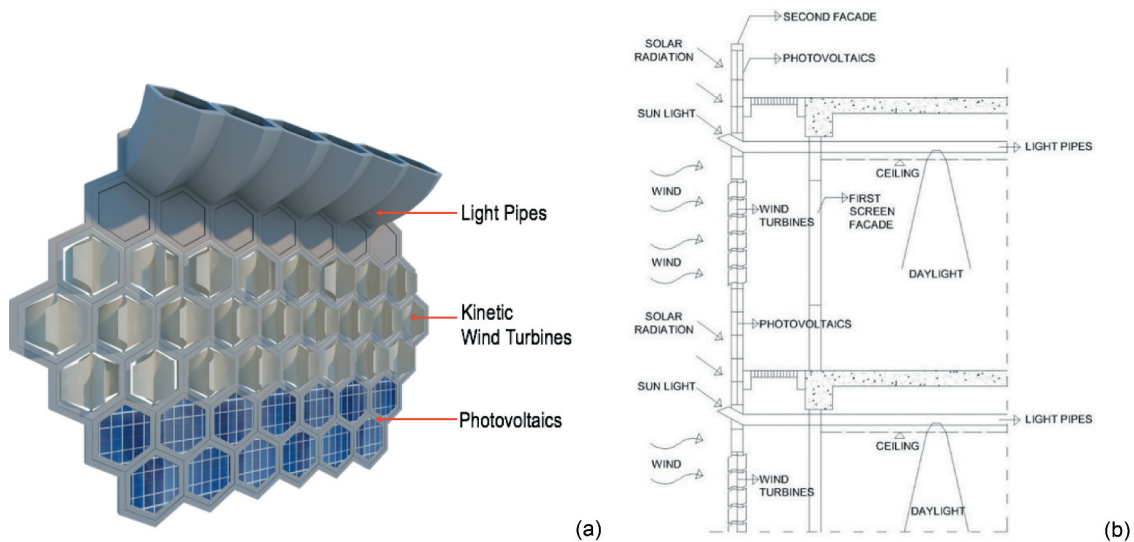 Light Pipes
Kinetic
Wind Turbines
Photovoltaics
(a)
SECOND FACADE
SOLAR
RADIATION
PHOTOVOLTAICS
SUN LIGHT
LIGHT PIPES
CEILING
WIND
WIND
TURBINES
FIRST
SCREEN
FACADE
WIND
DAYLIGHT
SOLAR
RADIATION
PHOTOVOLTAICS
SUN LIGHT
LIGHT PIPES
CEILING
WIND
WIND
TURBINES
DAYLIGHT
(b)